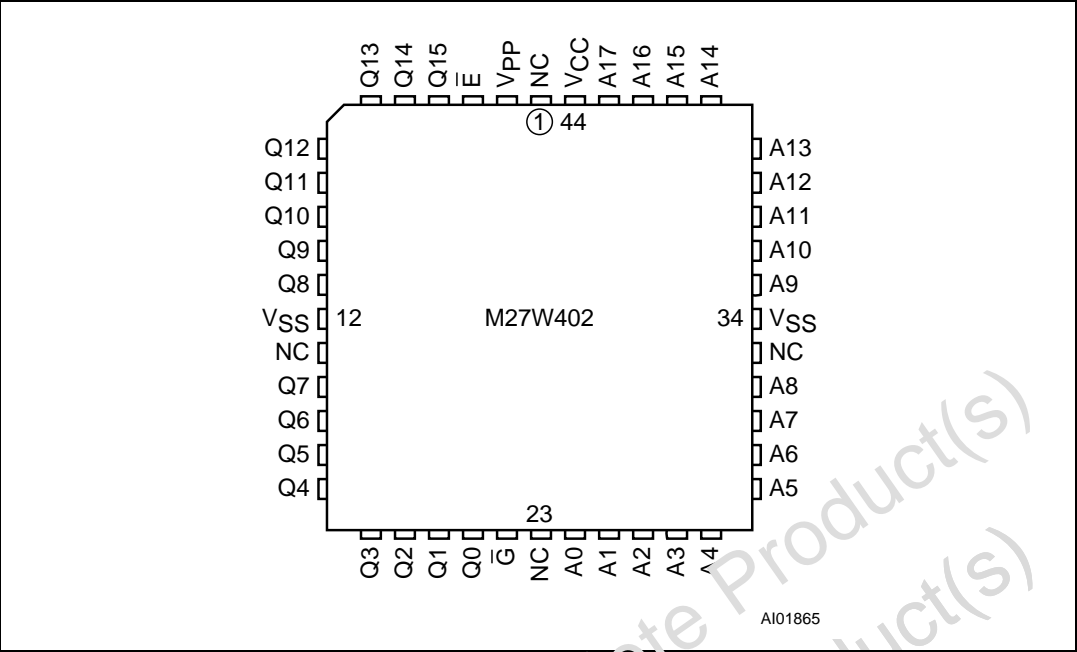 Q13 Q14 Q15 E VPP NC VCC A17 A16 A15 A14
1 44
Q12 A13
Q11 A12
Q10 A11
Q9 A10
Q8 A9
VSS 12 M27W402 34 VSS
NC NC
Q7 A8
Q6 A7
Q5 A6
Q4 A5
23
Q3 Q2 Q1 Q0 G NC A0 A1 A2 A3 A4
AI01865
Product(s)